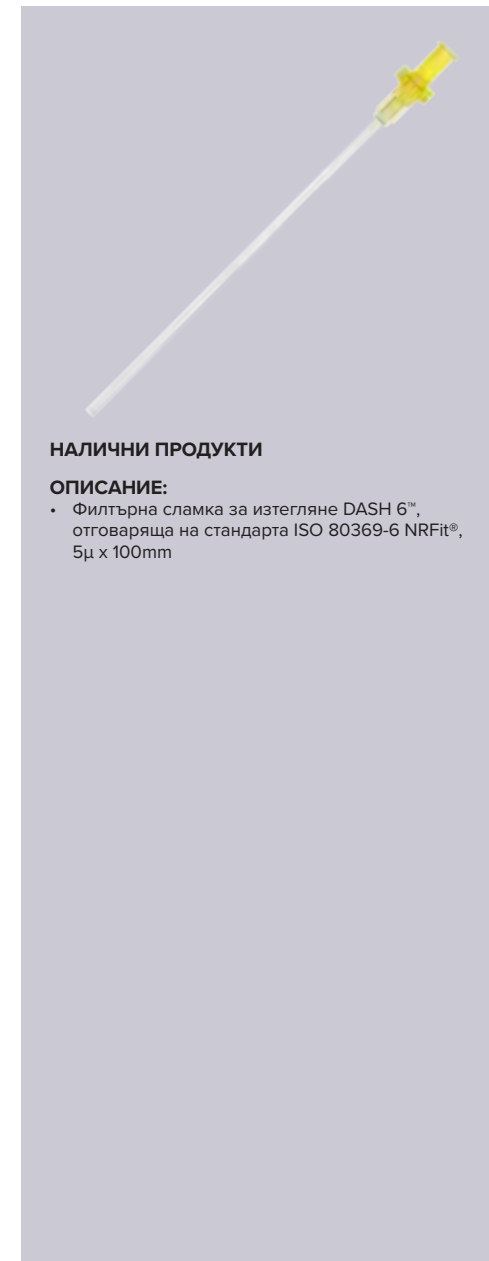 НАЛИЧНИ ПРОДУКТИ
ОПИСАНИЕ:
• Филтърна сламка за изтегляне DASH 6™,
отговаряща на стандарта ISO 80369-6 NRFit®,
5μ x 100mm